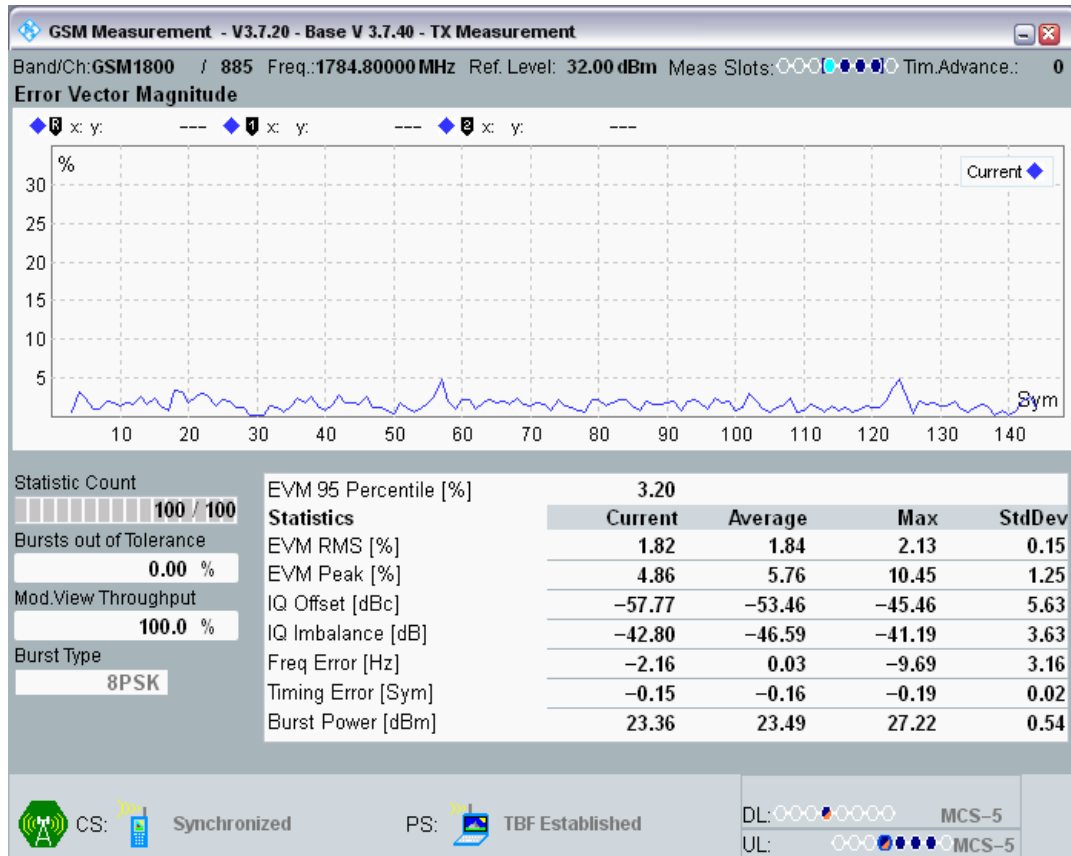 GSM Measurement - V3.7.20 - Base V 3.7.40 - TX Measurement
Band/Ch:GSM1800 / 885 Freq.:1784.80000 MHz Ref. Level: 32.00 dBm Meas Slots: Tim.Advance.: 0
Error Vector Magnitude
R x: y: --- 1 x: y: --- 2 x: y: ---
%
Current
30
25
20
15
10
5
Sym
10 20 30 40 50 60 70 80 90 100 110 120 130 140
Statistic Count
100 / 100
Bursts out of Tolerance
0.00 %
Mod.View Throughput
100.0 %
Burst Type
8PSK
EVM 95 Percentile [%] 3.20
Statistics Current Average Max StdDev
EVM RMS [%] 1.82 1.84 2.13 0.15
EVM Peak [%] 4.86 5.76 10.45 1.25
IQ Offset [dBc] −57.77 −53.46 −45.46 5.63
IQ Imbalance [dB] −42.80 −46.59 −41.19 3.63
Freq Error [Hz] −2.16 0.03 −9.69 3.16
Timing Error [Sym] −0.15 −0.16 −0.19 0.02
Burst Power [dBm] 23.36 23.49 27.22 0.54
CS: Synchronized PS: TBF Established
DL: MCS−5
UL: MCS−5